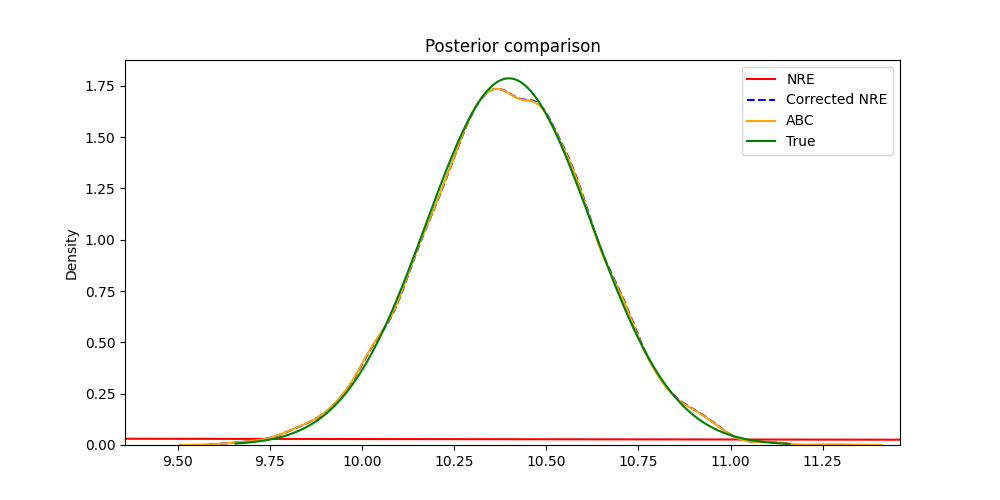 Posterior comparison
NRE
Corrected NRE
ABC
True
Density
1.75
1.50
1.25
1.00
0.75
0.50
0.25
0.00
9.50 9.75 10.00 10.25 10.50 10.75 11.00 11.25